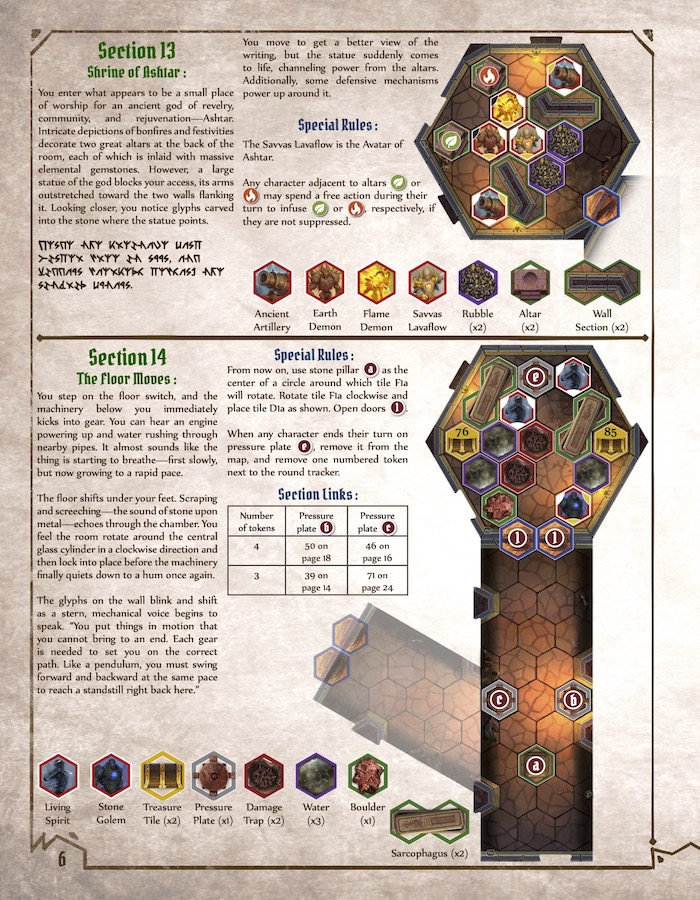 Section 13
Shrine of Ashtar:
You enter what appears to be a small place
of worship for an ancient god of revelry,
community, and rejuvenation—Ashtar.
Intricate depictions of bonfires and festivities
decorate two great altars at the back of the
room, each of which is inlaid with massive
elemental gemstones. However, a large
statue of the god blocks your access, its arms
outstretched toward the two walls flanking
it. Looking closer, you notice glyphs carved
into the stone where the statue points.
You move to get a better view of the
writing, but the statue suddenly comes
to life, channeling power from the altars.
Additionally, some defensive mechanisms
power up around it.
Special Rules:
The Savvas Lavaflow is the Avatar of
Ashtar.
Any character adjacent to altars or
may spend a free action during their
turn to infuse or , respectively, if
they are not suppressed.
Ancient
Artillery
Earth
Demon
Flame
Demon
Savvas
Lavaflow
Rubble
(x2)
Altar
(x2)
Wall
Section (x2)
Section 14
The Floor Moves:
You step on the floor switch, and the
machinery below you immediately
kicks into gear. You can hear an engine
powering up and water rushing through
nearby pipes. It almost sounds like the
thing is starting to breathe—first slowly,
but now growing to a rapid pace.
The floor shifts under your feet. Scraping
and screeching—the sound of stone upon
metal—echoes through the chamber. You
feel the room rotate around the central
glass cylinder in a clockwise direction and
then lock into place before the machinery
finally quiets down to a hum once again.
The glyphs on the wall blink and shift
as a stern, mechanical voice begins to
speak. “You put things in motion that
you cannot bring to an end. Each gear
is needed to set you on the correct
path. Like a pendulum, you must swing
forward and backward at the same pace
to reach a standstill right back here.”
Special Rules:
From now on, use stone pillar a as the
center of a circle around which tile F1a
will rotate. Rotate tile F1a clockwise and
place tile D1a as shown. Open doors 1.
When any character ends their turn on
pressure plate e, remove it from the
map, and remove one numbered token
next to the round tracker.
Section Links:
Number
of tokens
Pressure
plate b
Pressure
plate e
4
50 on
page 18
46 on
page 16
3
39 on
page 14
71 on
page 24
e
76
85
1
1
c
b
a
Living
Spirit
Stone
Golem
Treasure
Tile (x2)
Pressure
Plate (x1)
Damage
Trap (x2)
Water
(x3)
Boulder
(x1)
Sarcophagus (x2)
6